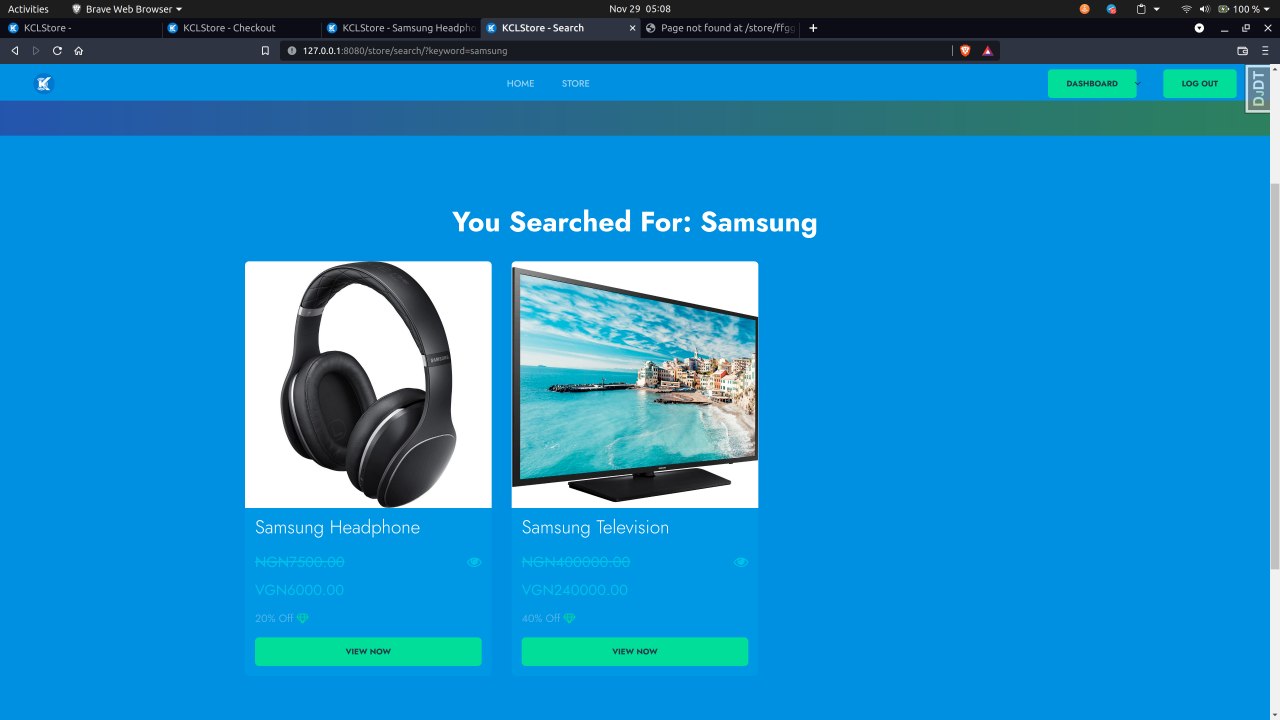 Activities Brave Web Browser Nov 29 05:08 100 %
KCLStore - KCLStore - Checkout KCLStore - Samsung Headpho KCLStore - Search Page not found at /store/ffgg
127.0.0.1:8080/store/search/?keyword=samsung
HOME STORE DASHBOARD LOG OUT DJDT
You Searched For: Samsung
SAMSUNG
Samsung Headphone Samsung Television
NGN7500.00 NGN400000.00
VGN6000.00 VGN240000.00
20% Off 40% Off
VIEW NOW VIEW NOW